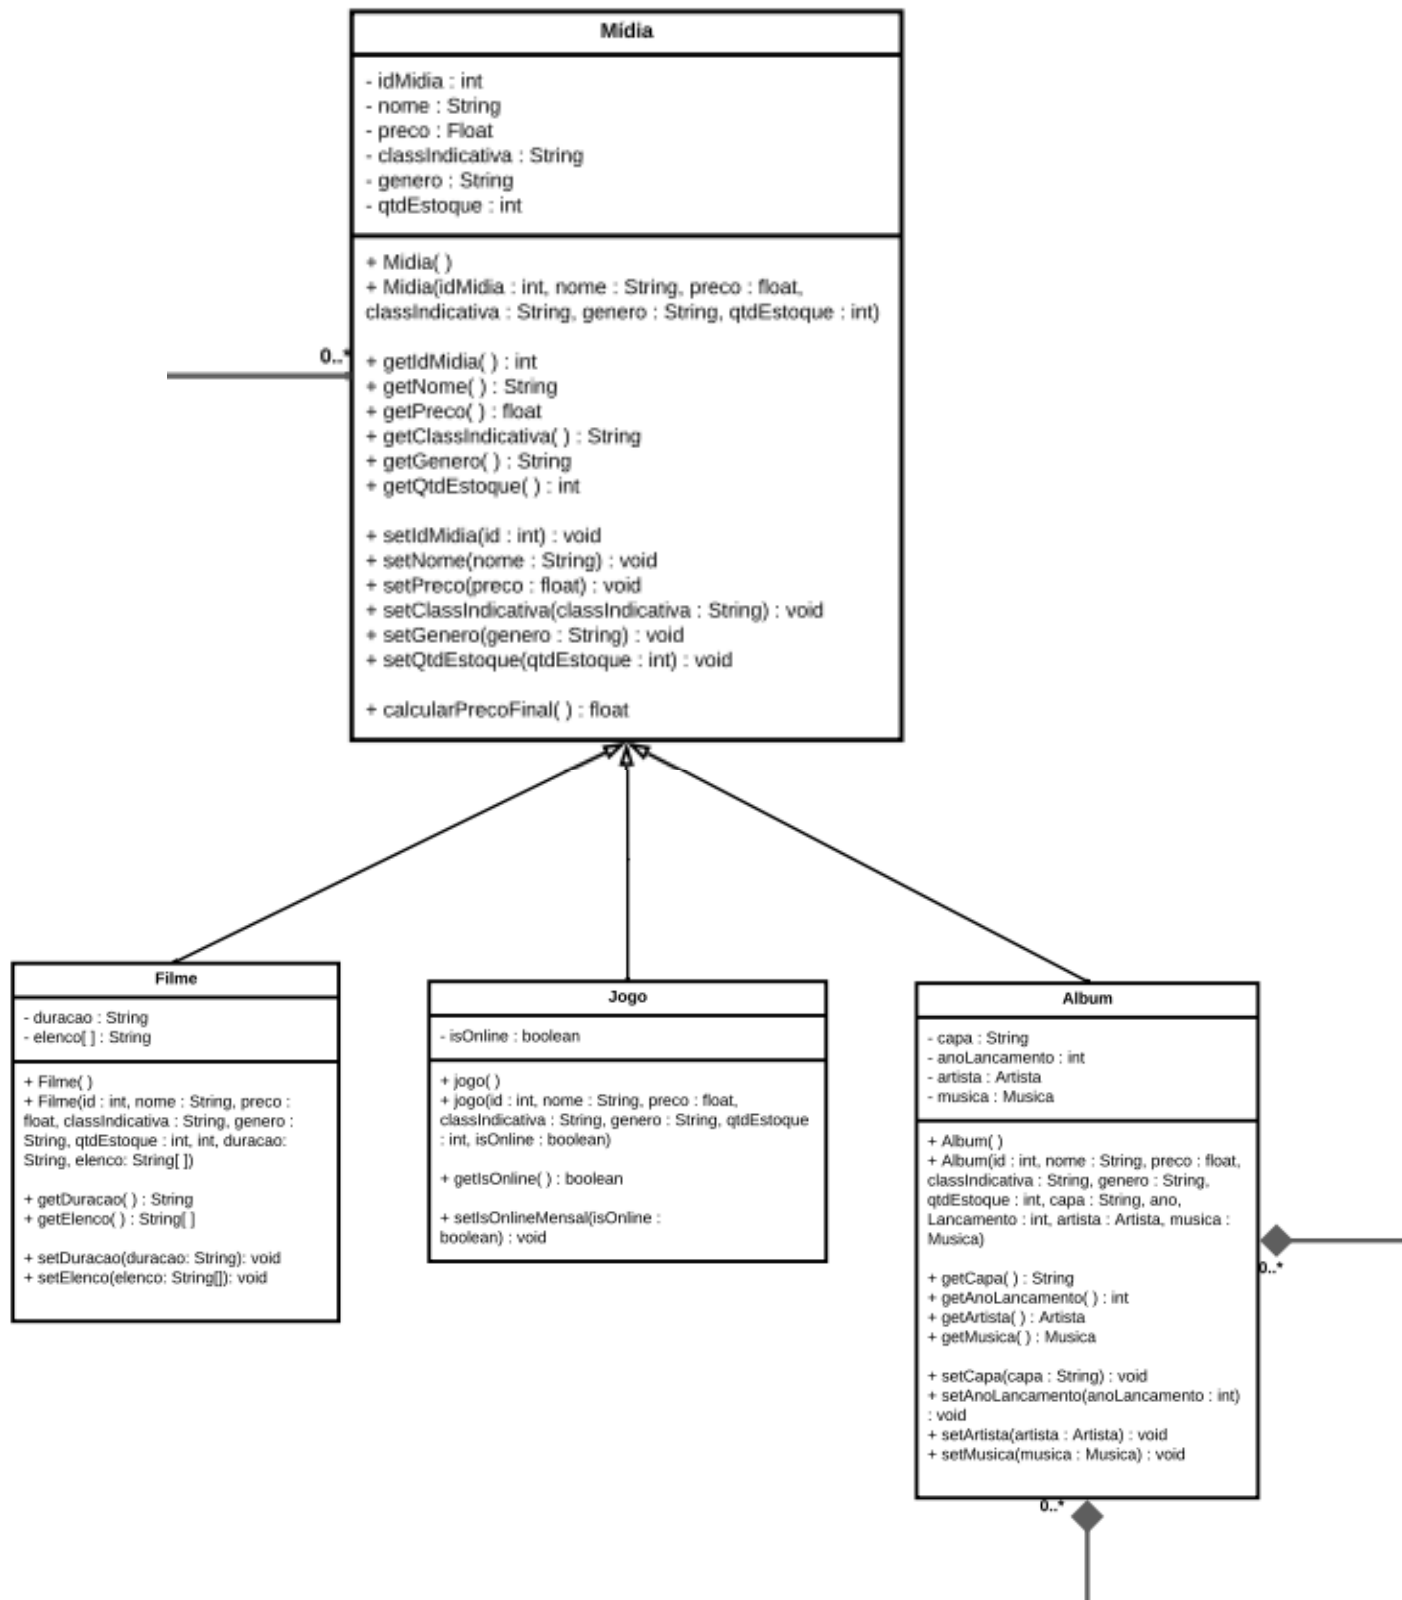 Mídia
- idMidia : int
- nome : String
- preco : Float
- classIndicativa : String
- genero : String
- qtdEstoque : int
+ Midia( )
+ Midia(idMidia : int, nome : String, preco : float,
classIndicativa : String, genero : String, qtdEstoque : int)
0..*
+ getIdMidia( ) : int
+ getNome( ) : String
+ getPreco( ) : float
+ getClassIndicativa( ) : String
+ getGenero( ) : String
+ getQtdEstoque( ) : int
+ setIdMidia(id : int) : void
+ setNome(nome : String) : void
+ setPreco(preco : float) : void
+ setClassIndicativa(classIndicativa : String) : void
+ setGenero(genero : String) : void
+ setQtdEstoque(qtdEstoque : int) : void
+ calcularPrecoFinal( ) : float
Filme
- duracao : String
- elenco[ ] : String
+ Filme( )
+ Filme(id : int, nome : String, preco :
float, classIndicativa : String, genero :
String, qtdEstoque : int, int, duracao:
String, elenco: String[ ])
+ getDuracao( ) : String
+ getElenco( ) : String[ ]
+ setDuracao(duracao: String): void
+ setElenco(elenco: String[]): void
Jogo
- isOnline : boolean
+ jogo( )
+ jogo(id : int, nome : String, preco : float,
classIndicativa : String, genero : String, qtdEstoque
: int, isOnline : boolean)
+ getIsOnline( ) : boolean
+ setIsOnlineMensal(isOnline :
boolean) : void
Album
- capa : String
- anoLancamento : int
- artista : Artista
- musica : Musica
+ Album( )
+ Album(id : int, nome : String, preco : float,
classIndicativa : String, genero : String,
qtdEstoque : int, capa : String, ano,
Lancamento : int, artista : Artista, musica :
Musica)
0..*
+ getCapa( ) : String
+ getAnoLancamento( ) : int
+ getArtista( ) : Artista
+ getMusica( ) : Musica
+ setCapa(capa : String) : void
+ setAnoLancamento(anoLancamento : int)
: void
+ setArtista(artista : Artista) : void
+ setMusica(musica : Musica) : void
0..*